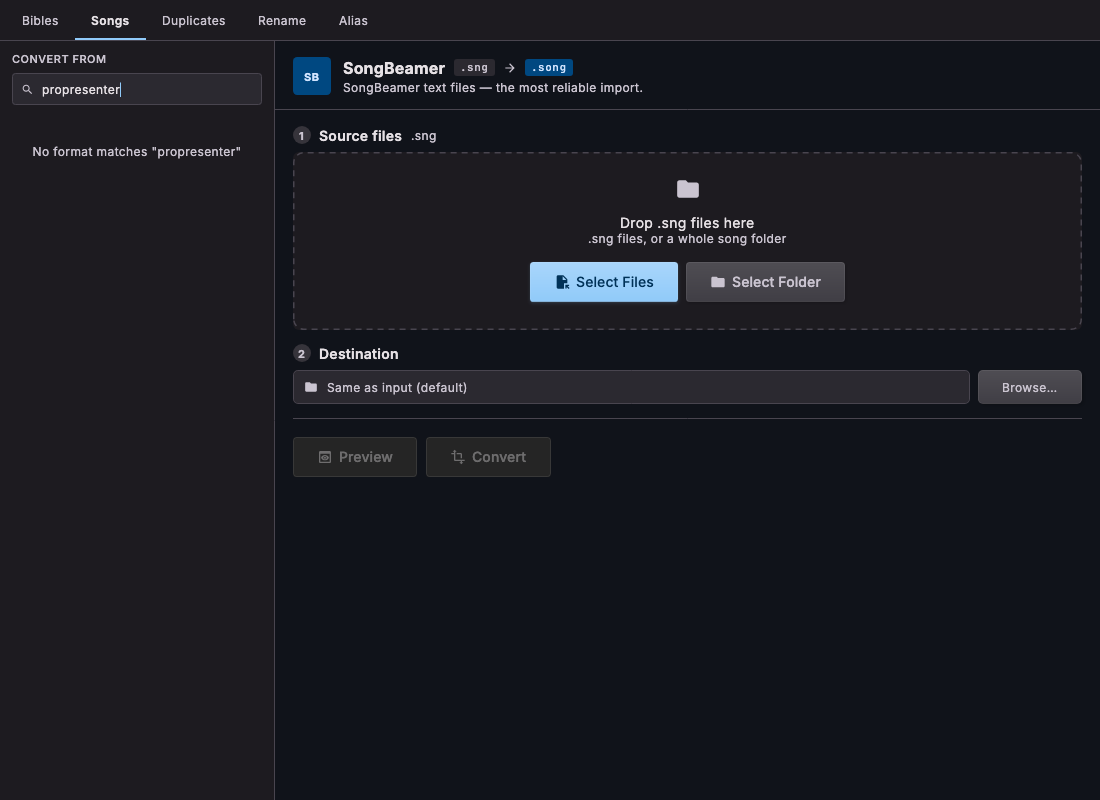 Bibles
Songs
Duplicates
Rename
Alias
CONVERT FROM
propresenter
No format matches "propresenter"
SB
SongBeamer .sng → .song
SongBeamer text files — the most reliable import.
1 Source files .sng
Drop .sng files here
.sng files, or a whole song folder
Select Files
Select Folder
2 Destination
Same as input (default)
Browse...
Preview
Convert